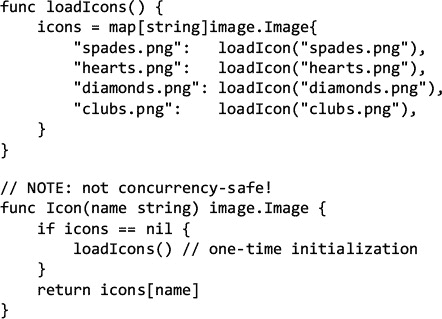 func loadIcons() {
    icons = map[string]image.Image{
        "spades.png":   loadIcon("spades.png"),
        "hearts.png":   loadIcon("hearts.png"),
        "diamonds.png": loadIcon("diamonds.png"),
        "clubs.png":    loadIcon("clubs.png"),
    }
}

// NOTE: not concurrency-safe!
func Icon(name string) image.Image {
    if icons == nil {
        loadIcons() // one-time initialization
    }
    return icons[name]
}